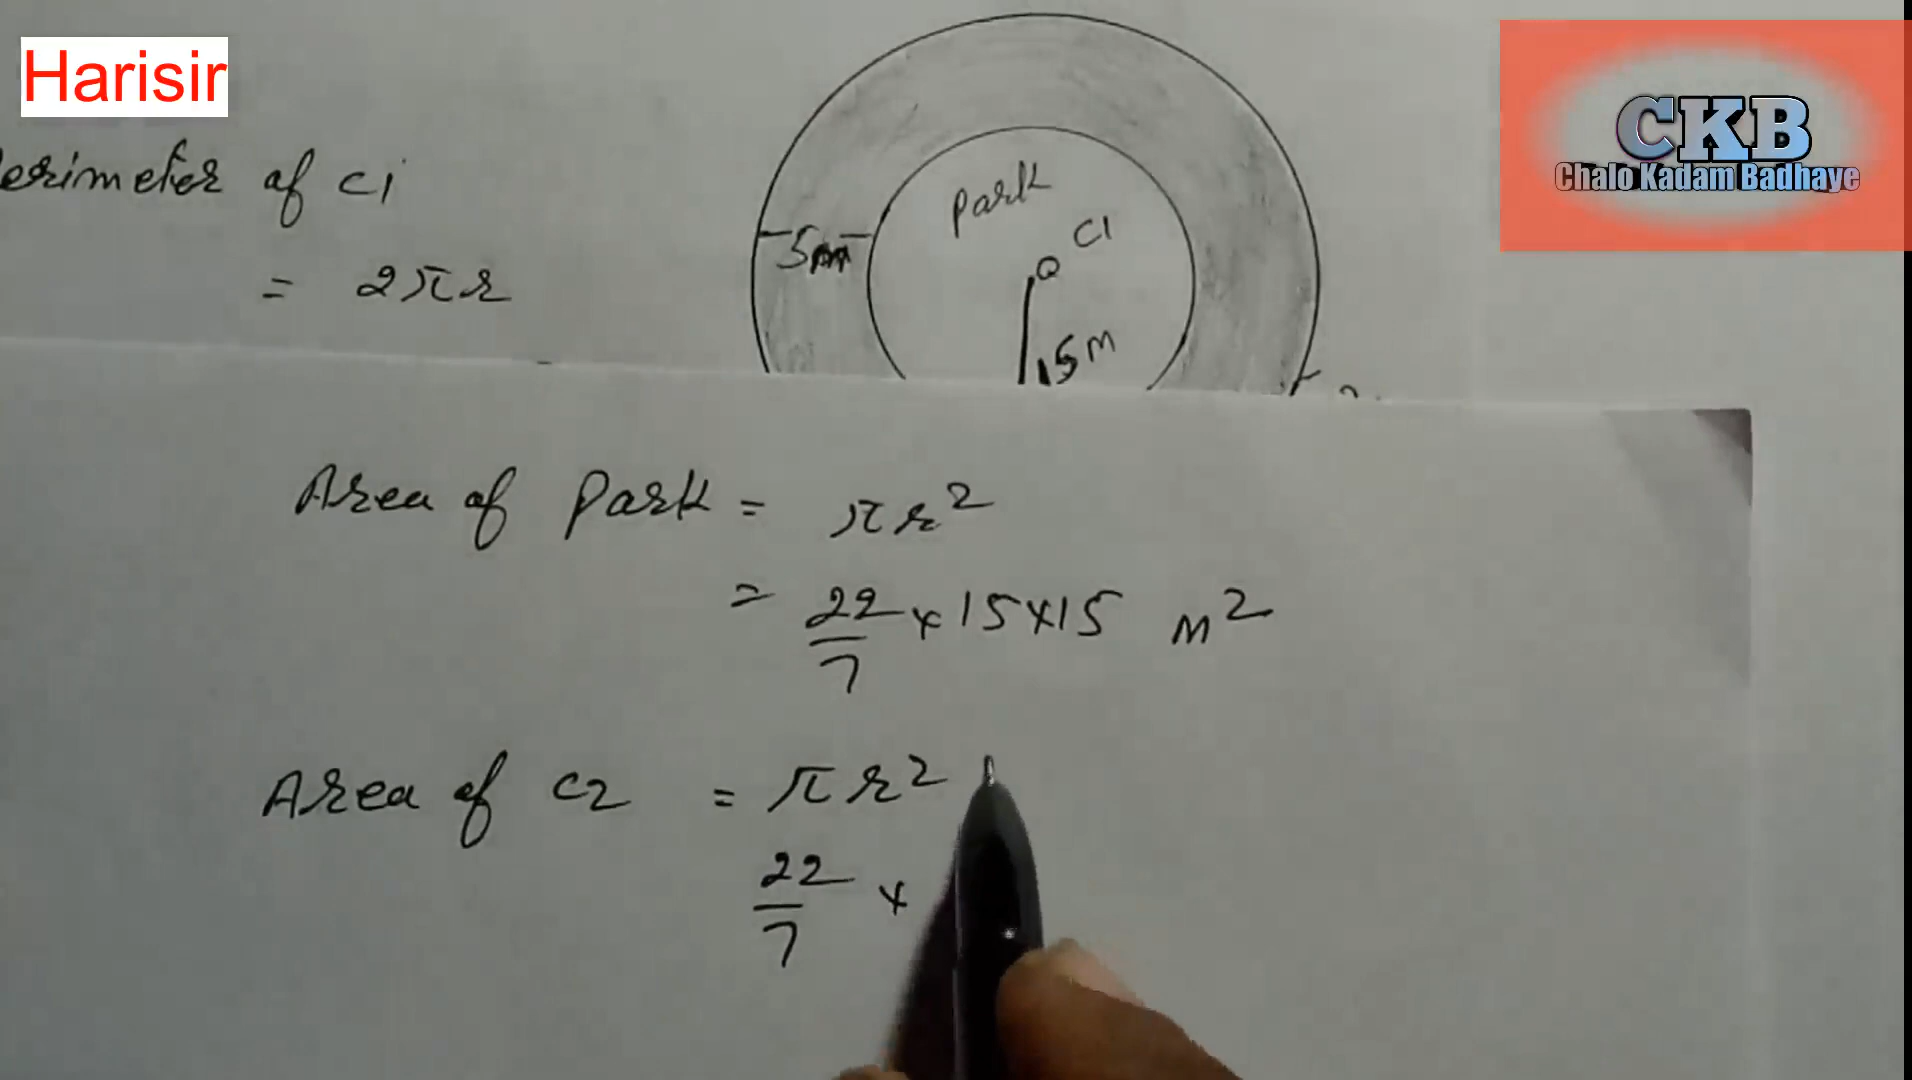 Harisir
CKB
Chalo Kadam Badhaye
erimeter of C1
= 2πr
Park
C1
5m
O
15 M
Area of Park = πr²
= 22/7 × 15×15 M²
Area of C2 = πr²
22/7 ×